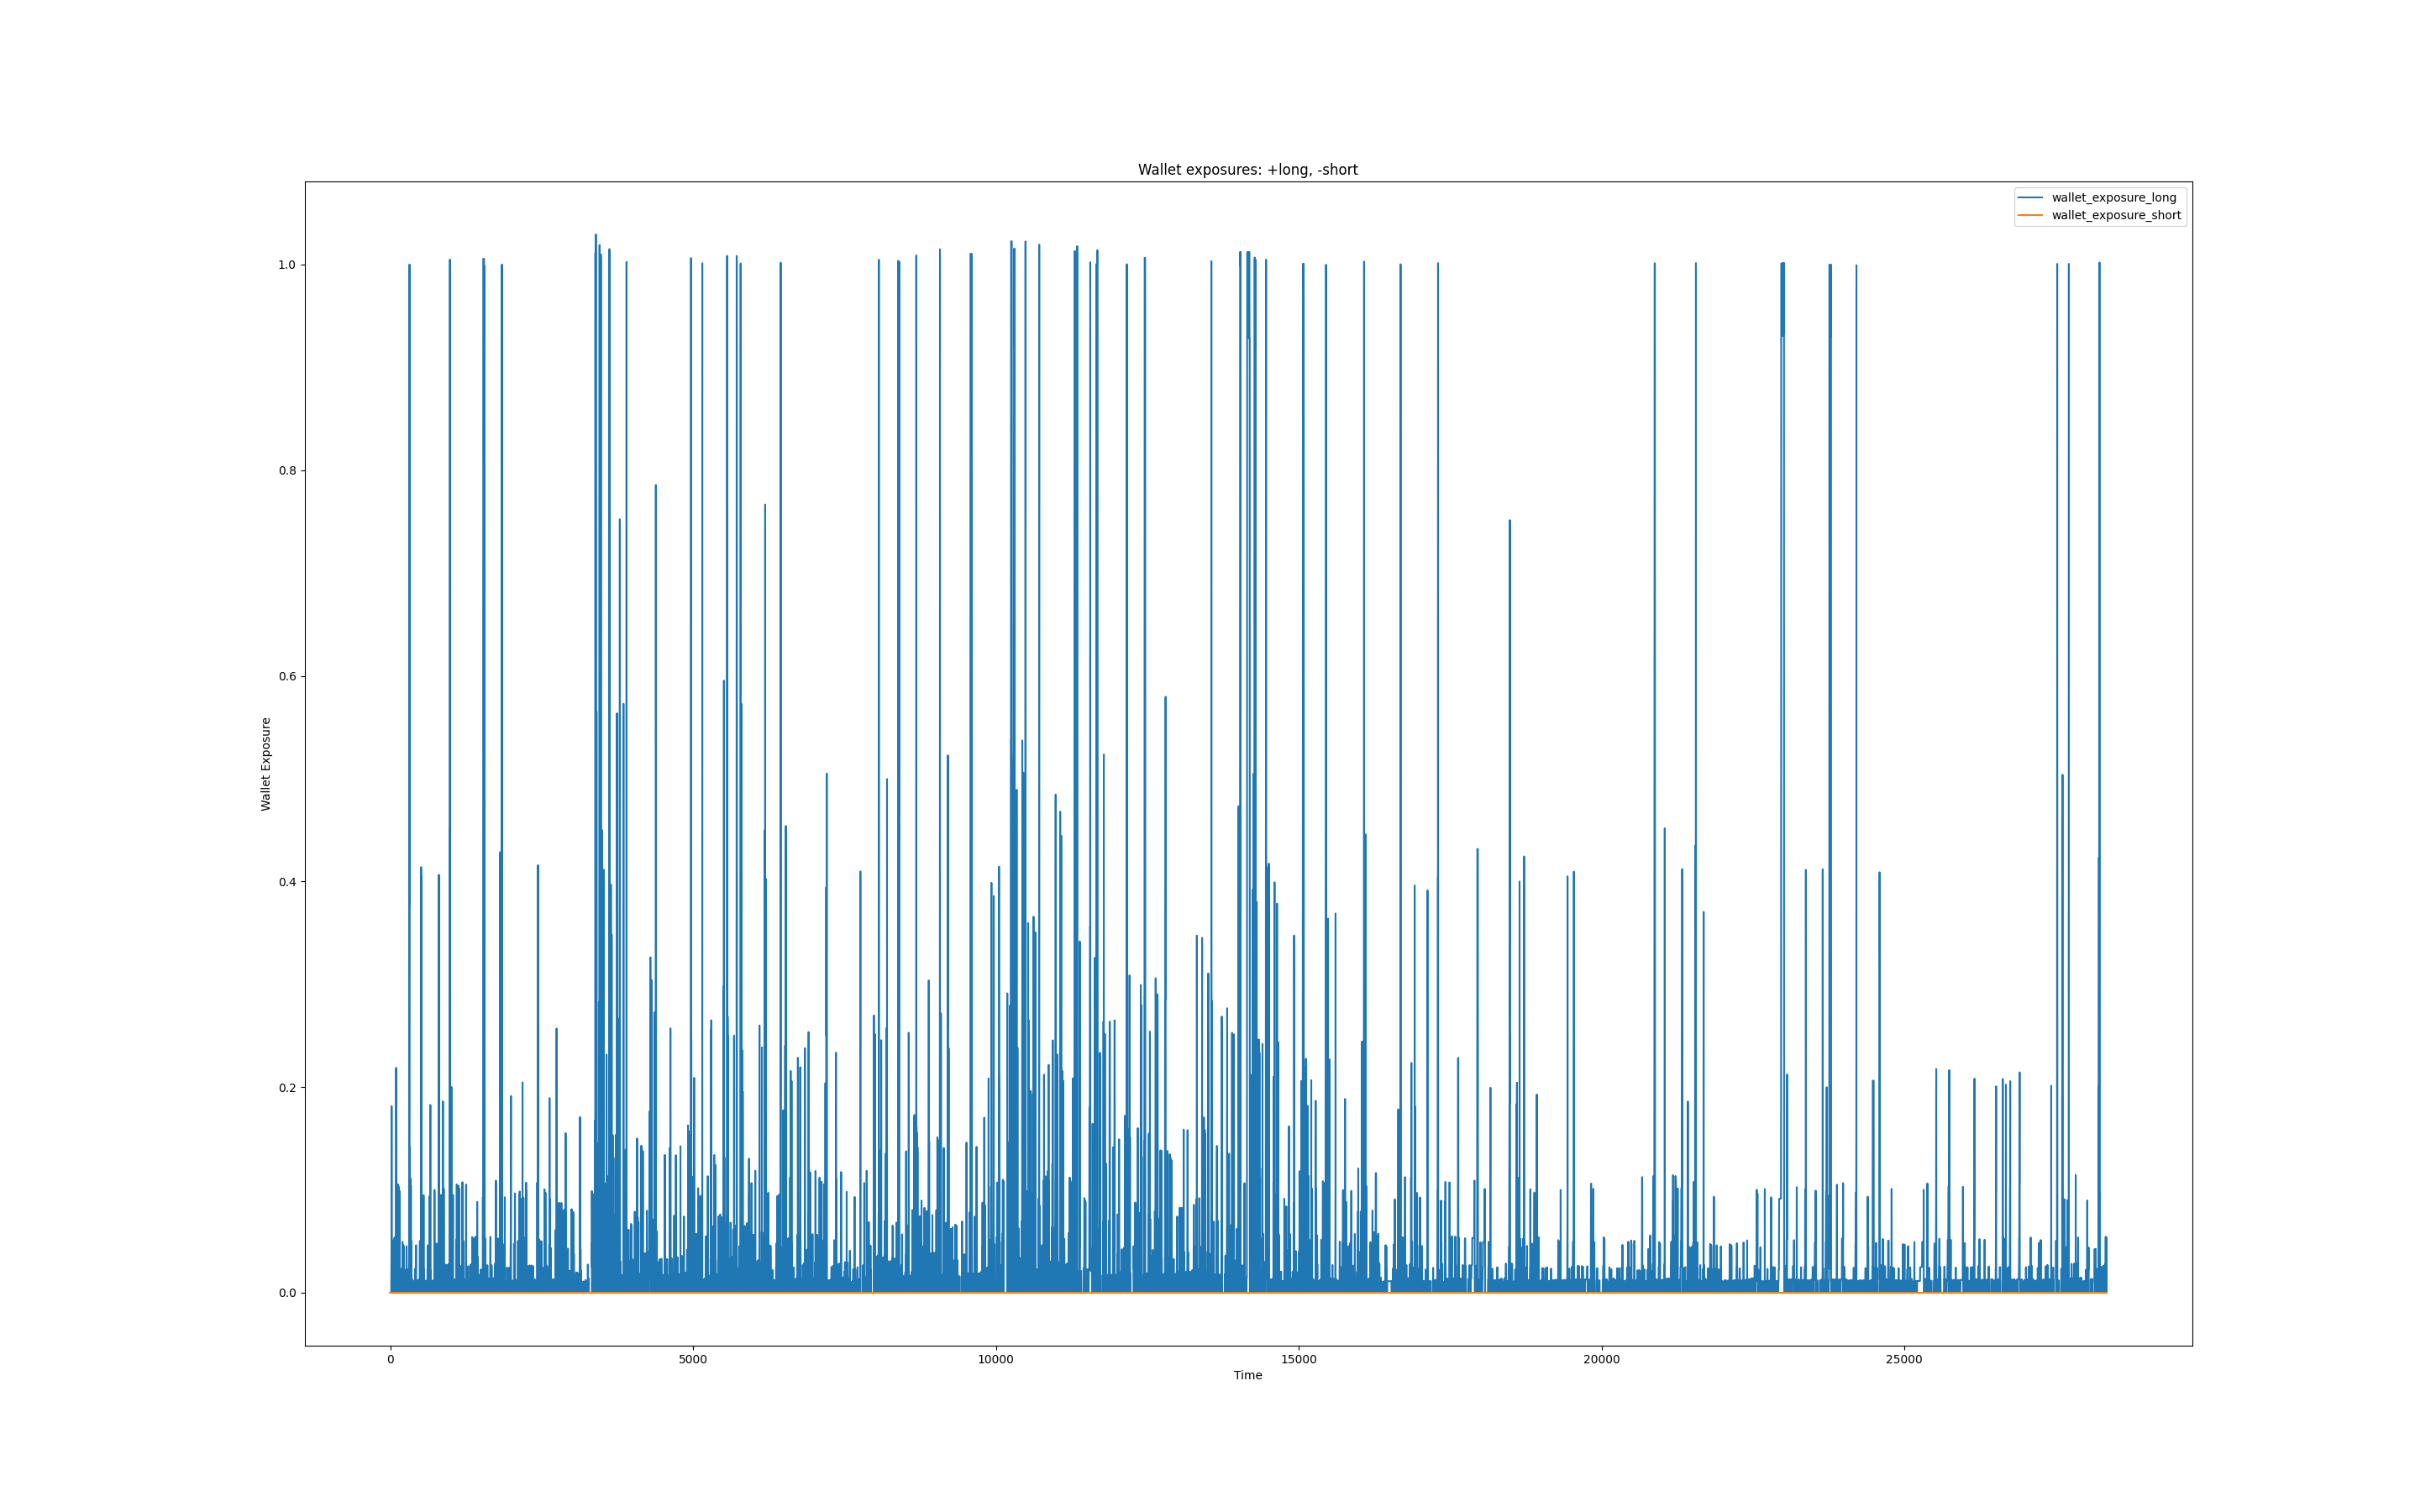 Wallet exposures: +long, -short
wallet_exposure_long
wallet_exposure_short
1.0
0.8
0.6
0.4
0.2
0.0
Wallet Exposure
0 5000 10000 15000 20000 25000
Time